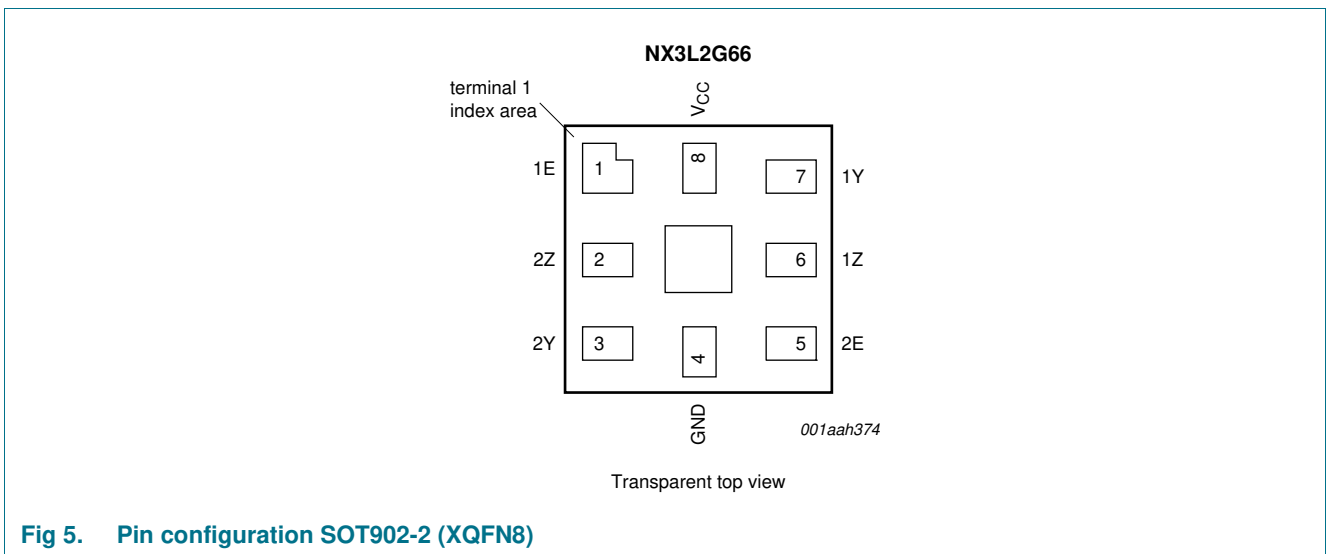 NX3L2G66
terminal 1
index area
VCC
1E 1 8 7 1Y
2Z 2 6 1Z
2Y 3 4 5 2E
GND
001aah374
Transparent top view
Fig 5. Pin configuration SOT902-2 (XQFN8)